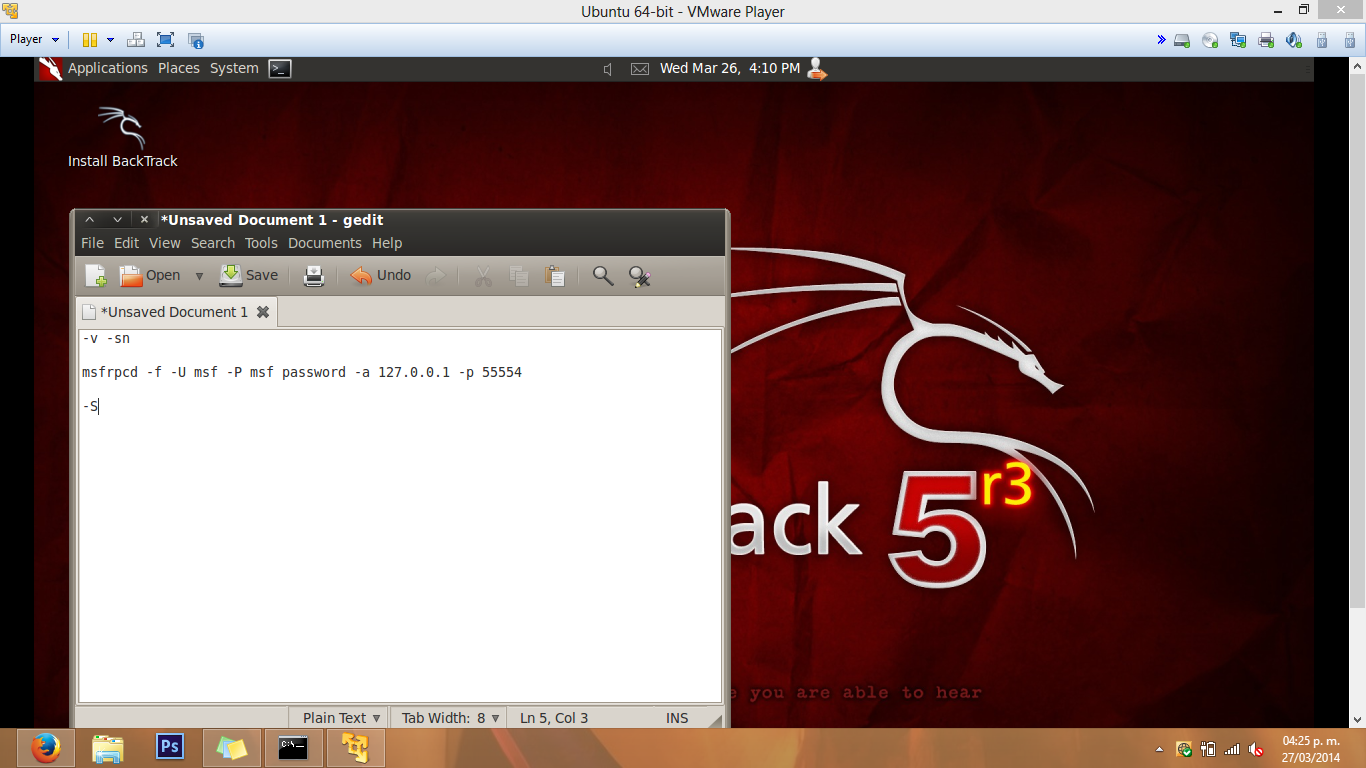 Ubuntu 64-bit - VMware Player
Player
Applications Places System Wed Mar 26, 4:10 PM
Install BackTrack
*Unsaved Document 1 - gedit
File Edit View Search Tools Documents Help
Open Save Undo
*Unsaved Document 1
-v -sn
msfrpcd -f -U msf -P msf password -a 127.0.0.1 -p 55554
-S
ack 5 r3
e you are able to hear
Plain Text Tab Width: 8 Ln 5, Col 3 INS
Ps C:\_
04:25 p. m.
27/03/2014